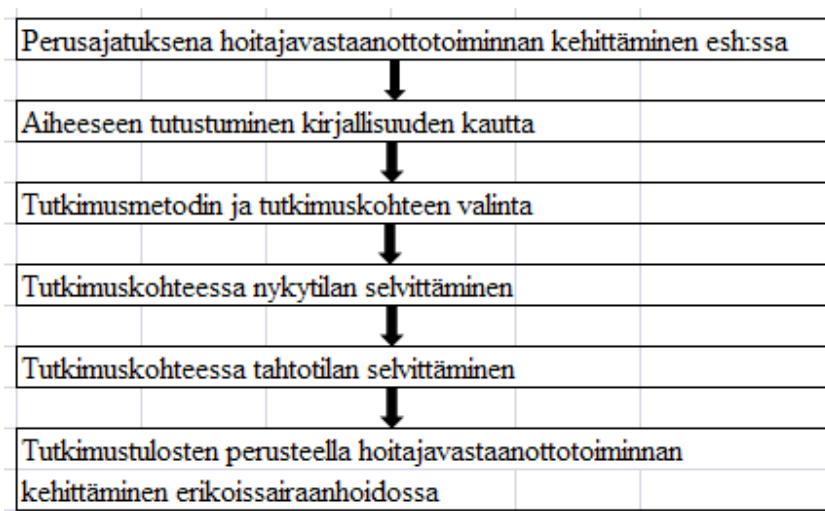 Perusajatuksena hoitajavastaanottotoiminnan kehittäminen esh:ssa
Aiheeseen tutustuminen kirjallisuuden kautta
Tutkimusmetodin ja tutkimuskohteen valinta
Tutkimuskohteessa nykytilan selvittäminen
Tutkimuskohteessa tahtotilan selvittäminen
Tutkimustulosten perusteella hoitajavastaanottotoiminnan
kehittäminen erikoissairaanhoidossa